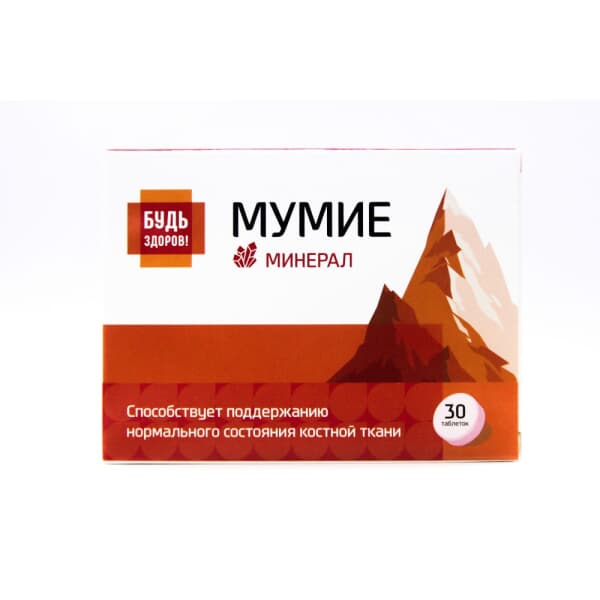 БУДЬ
ЗДОРОВ!
МУМИЕ
МИНЕРАЛ
Способствует поддержанию
нормального состояния костной ткани
30
таблеток